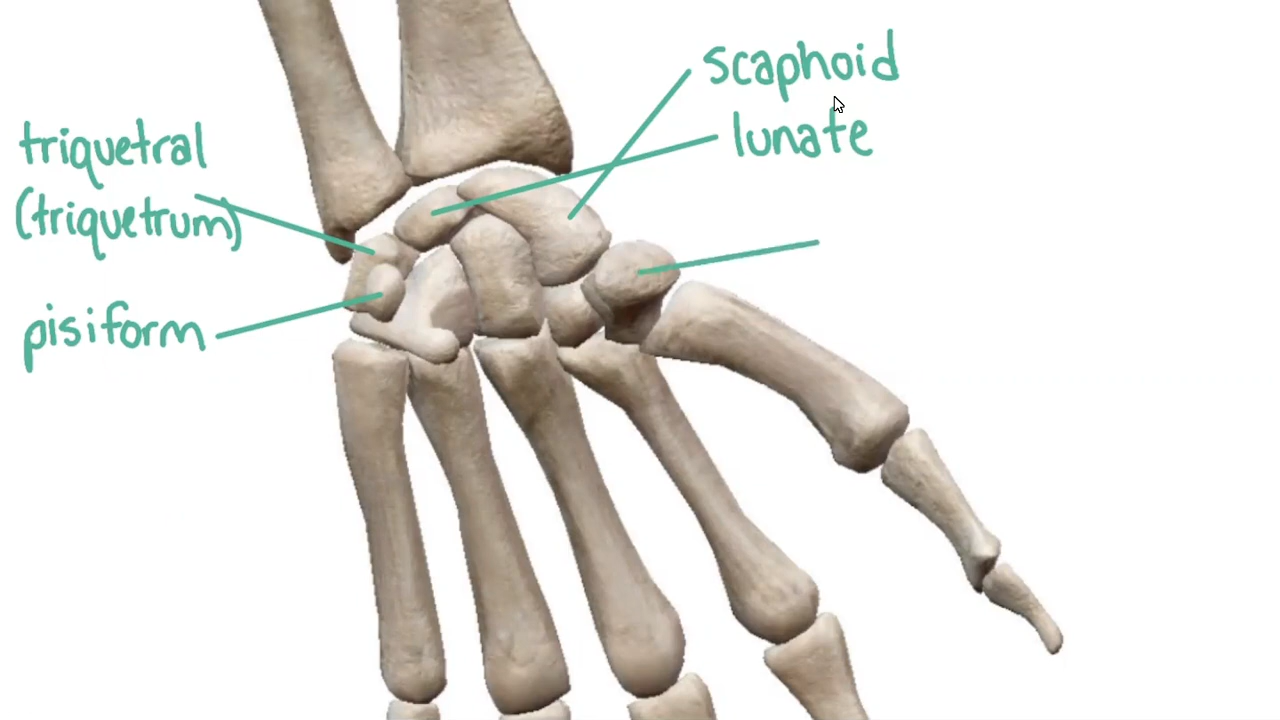 scaphoid
lunate
triquetral
(triquetrum)
pisiform